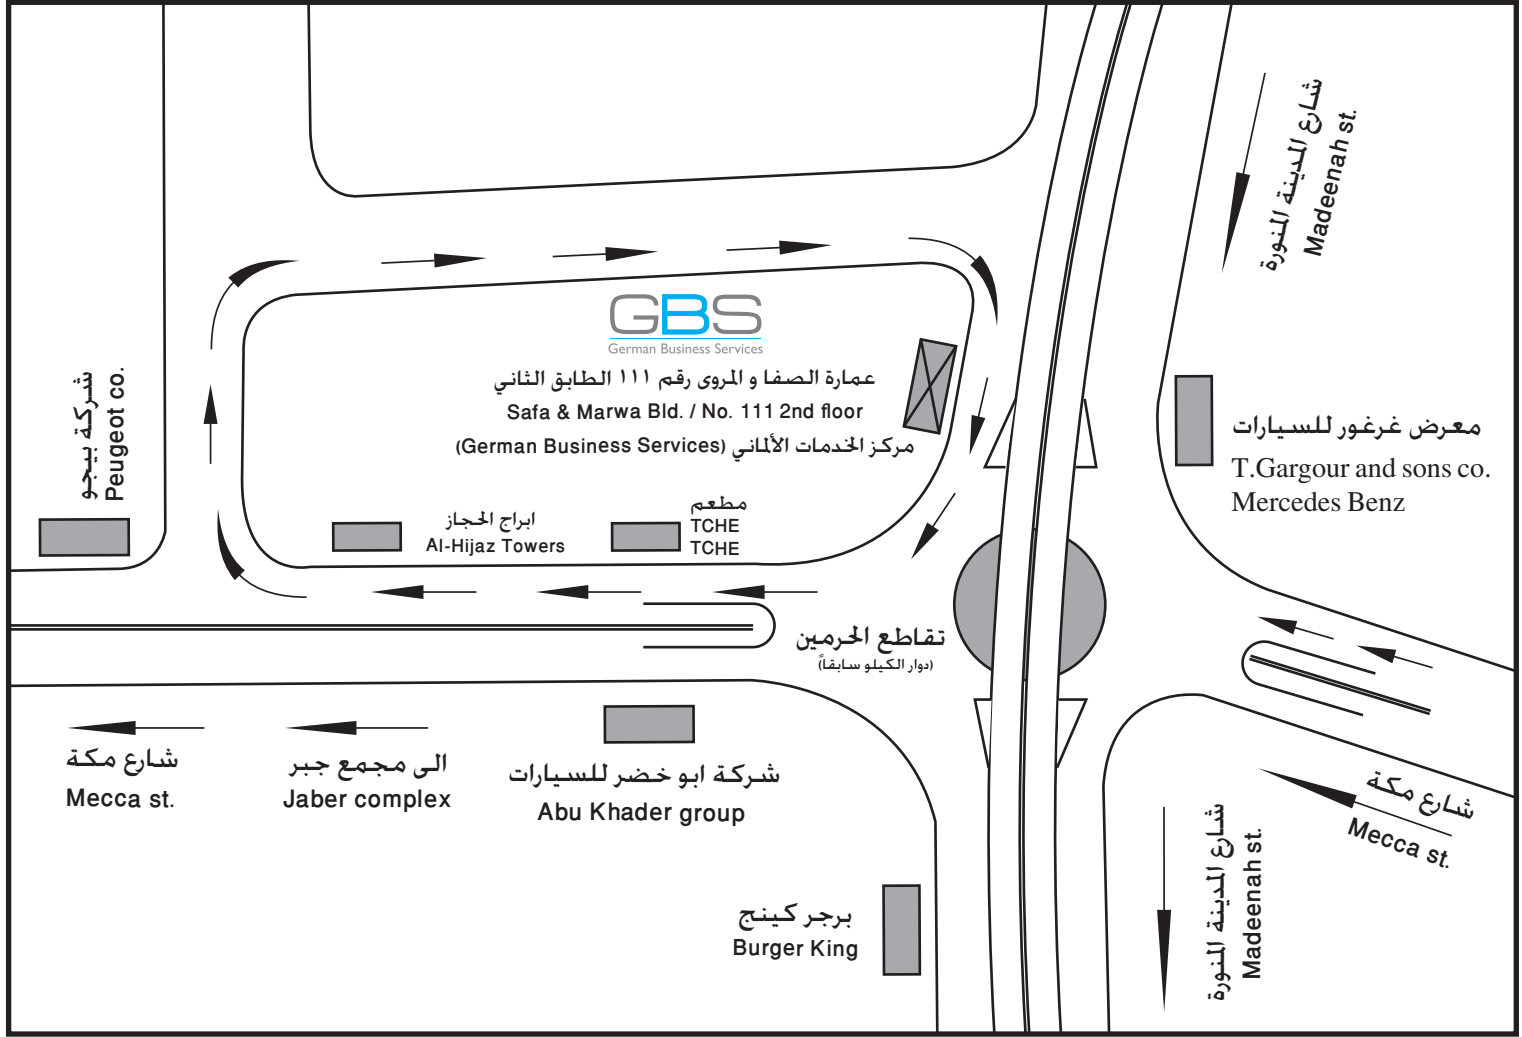 شارع المدينة المنورة
Madeenah st.
GBS
German Business Services
عمارة الصفا و المروى رقم ١١١ الطابق الثاني
Safa & Marwa Bld. / No. 111 2nd floor
مركز الخدمات الألماني (German Business Services)
شركة بيجو
Peugeot co.
معرض غرغور للسيارات
T.Gargour and sons co.
Mercedes Benz
ابراج الحجاز
Al-Hijaz Towers
مطعم
TCHE
TCHE
تقاطع الحرمين
(دوار الكيلو سابقاً)
شارع مكة
Mecca st.
الى مجمع جبر
Jaber complex
شركة ابو خضر للسيارات
Abu Khader group
شارع مكة
Mecca st.
شارع المدينة المنورة
Madeenah st.
برجر كينج
Burger King